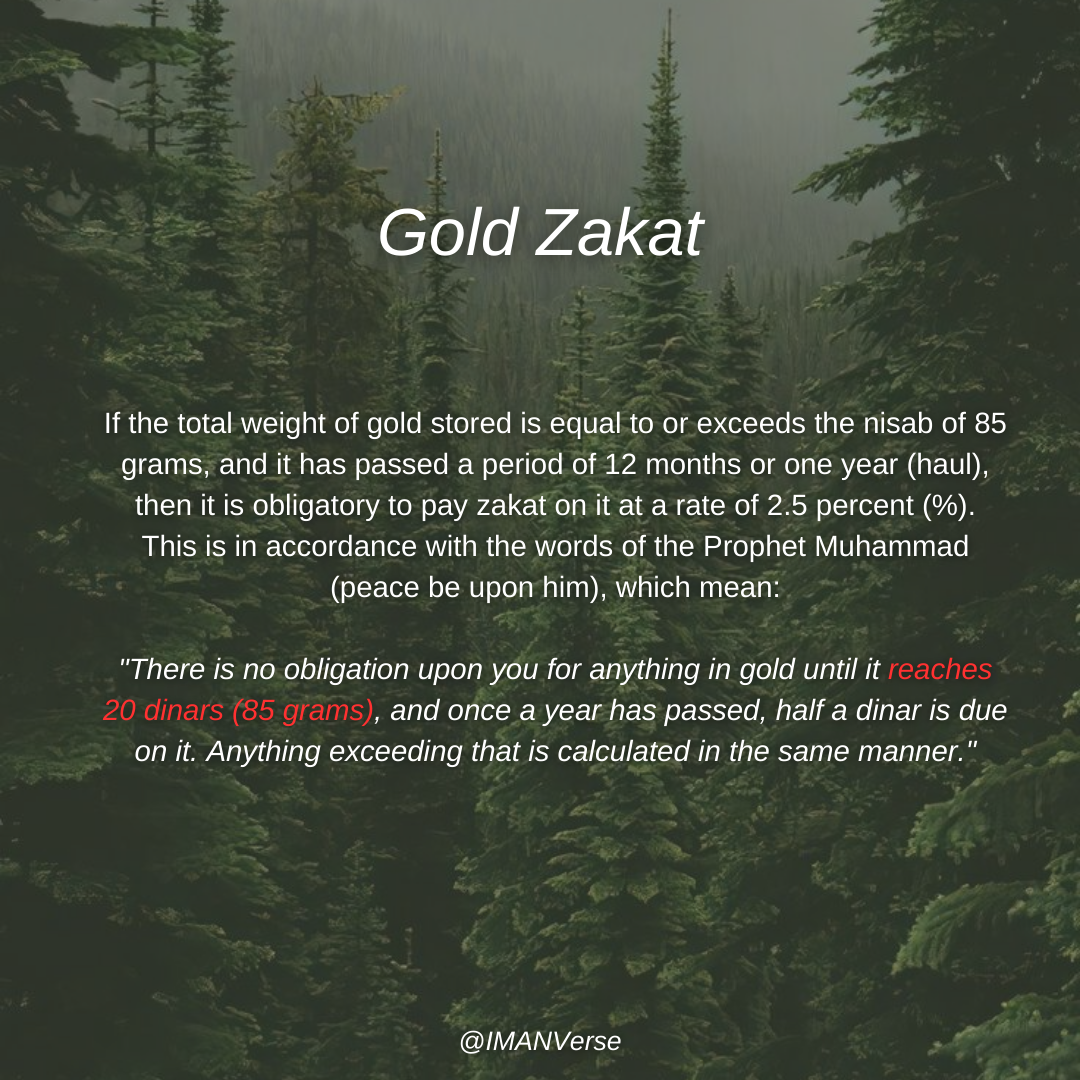 Gold Zakat
If the total weight of gold stored is equal to or exceeds the nisab of 85
grams, and it has passed a period of 12 months or one year (haul),
then it is obligatory to pay zakat on it at a rate of 2.5 percent (%).
This is in accordance with the words of the Prophet Muhammad
(peace be upon him), which mean:
"There is no obligation upon you for anything in gold until it reaches
20 dinars (85 grams), and once a year has passed, half a dinar is due
on it. Anything exceeding that is calculated in the same manner."
@IMANVerse